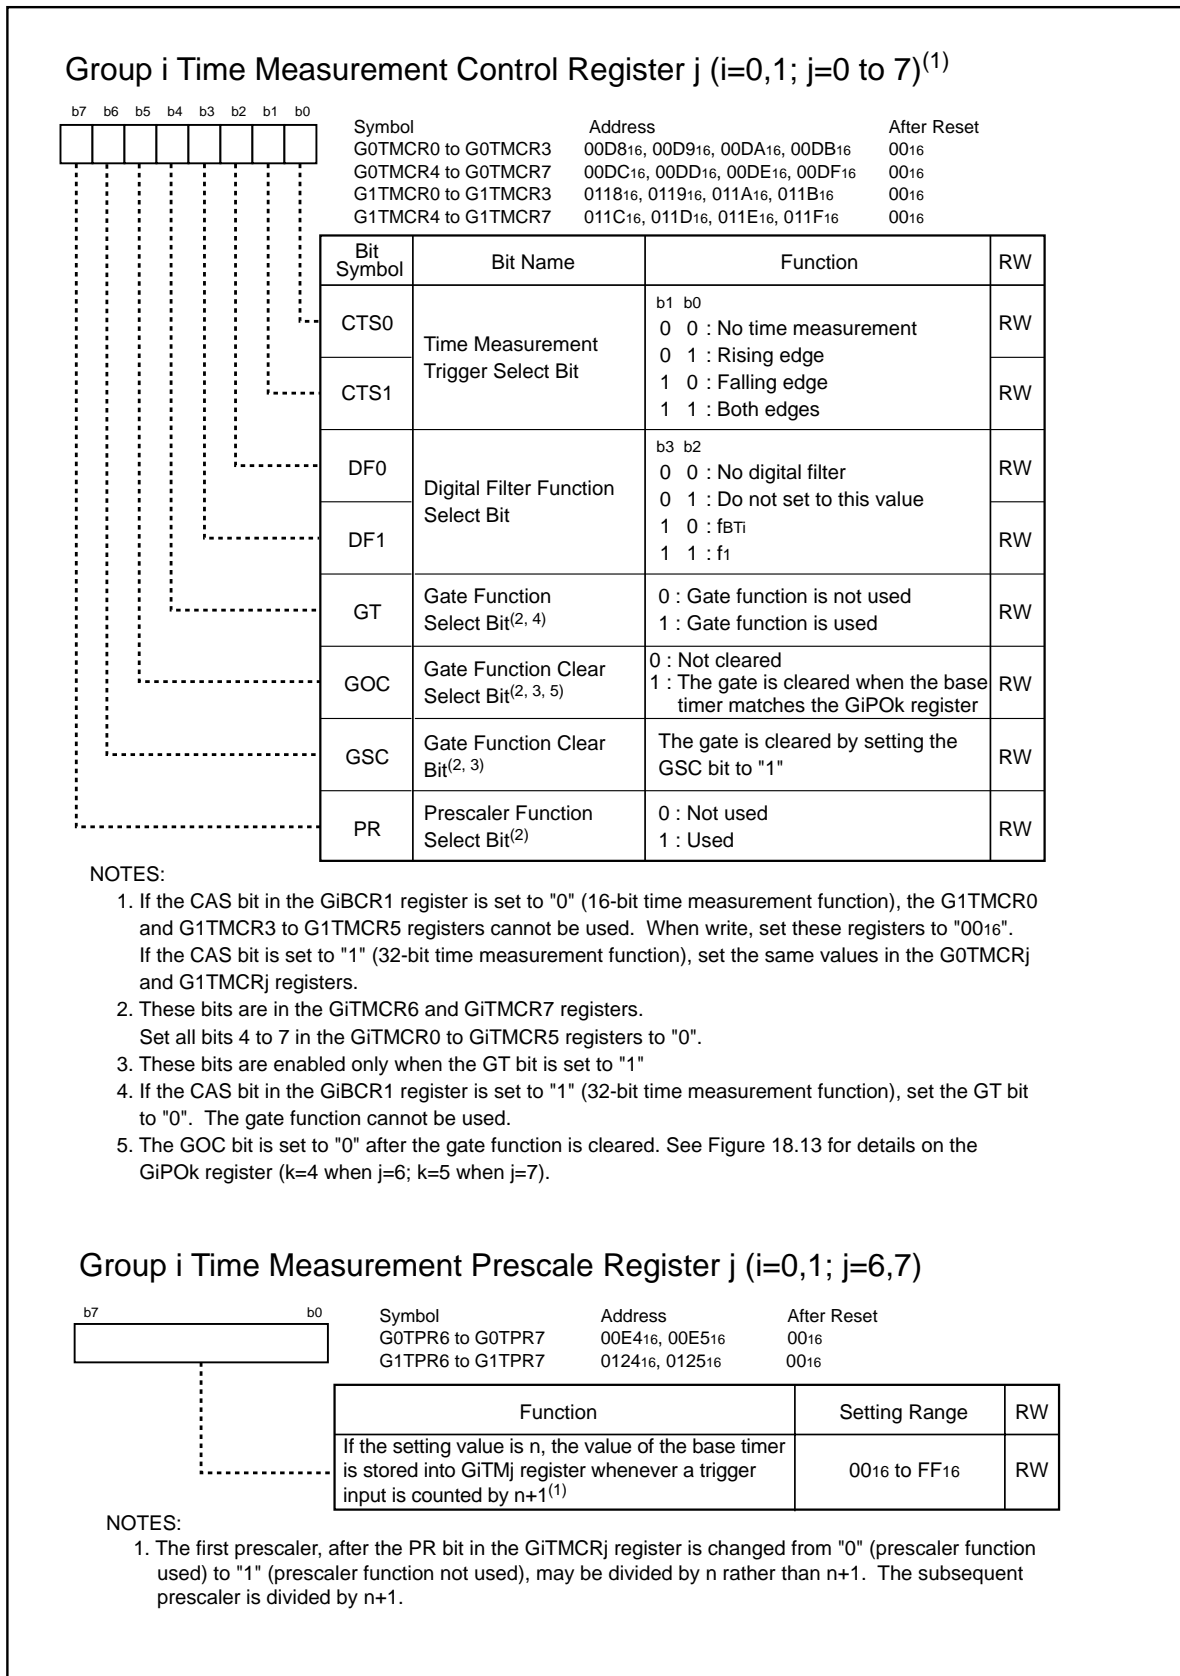 Group i Time Measurement Control Register j (i=0,1; j=0 to 7)(1)
b7 b6 b5 b4 b3 b2 b1 b0
Symbol Address After Reset
G0TMCR0 to G0TMCR3 00D816, 00D916, 00DA16, 00DB16 0016
G0TMCR4 to G0TMCR7 00DC16, 00DD16, 00DE16, 00DF16 0016
G1TMCR0 to G1TMCR3 011816, 011916, 011A16, 011B16 0016
G1TMCR4 to G1TMCR7 011C16, 011D16, 011E16, 011F16 0016
Bit Symbol Bit Name Function RW
CTS0 RW
CTS1 RW
Time Measurement
Trigger Select Bit
b1 b0
0 0 : No time measurement
0 1 : Rising edge
1 0 : Falling edge
1 1 : Both edges
DF0 RW
DF1 RW
Digital Filter Function
Select Bit
b3 b2
0 0 : No digital filter
0 1 : Do not set to this value
1 0 : fBTi
1 1 : f1
GT RW
Gate Function
Select Bit(2, 4)
0 : Gate function is not used
1 : Gate function is used
GOC RW
Gate Function Clear
Select Bit(2, 3, 5)
0 : Not cleared
1 : The gate is cleared when the base
timer matches the GiPOk register
GSC RW
Gate Function Clear
Bit(2, 3)
The gate is cleared by setting the
GSC bit to "1"
PR RW
Prescaler Function
Select Bit(2)
0 : Not used
1 : Used
NOTES:
1. If the CAS bit in the GiBCR1 register is set to "0" (16-bit time measurement function), the G1TMCR0
and G1TMCR3 to G1TMCR5 registers cannot be used. When write, set these registers to "0016".
If the CAS bit is set to "1" (32-bit time measurement function), set the same values in the G0TMCRj
and G1TMCRj registers.
2. These bits are in the GiTMCR6 and GiTMCR7 registers.
Set all bits 4 to 7 in the GiTMCR0 to GiTMCR5 registers to "0".
3. These bits are enabled only when the GT bit is set to "1"
4. If the CAS bit in the GiBCR1 register is set to "1" (32-bit time measurement function), set the GT bit
to "0". The gate function cannot be used.
5. The GOC bit is set to "0" after the gate function is cleared. See Figure 18.13 for details on the
GiPOk register (k=4 when j=6; k=5 when j=7).
Group i Time Measurement Prescale Register j (i=0,1; j=6,7)
b7 b0
Symbol Address After Reset
G0TPR6 to G0TPR7 00E416, 00E516 0016
G1TPR6 to G1TPR7 012416, 012516 0016
Function Setting Range RW
If the setting value is n, the value of the base timer
is stored into GiTMj register whenever a trigger
input is counted by n+1(1)
0016 to FF16 RW
NOTES:
1. The first prescaler, after the PR bit in the GiTMCRj register is changed from "0" (prescaler function
used) to "1" (prescaler function not used), may be divided by n rather than n+1. The subsequent
prescaler is divided by n+1.